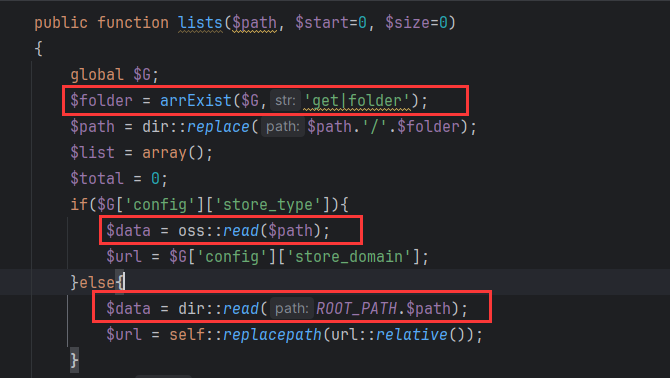 public function lists($path, $start=0, $size=0)
{
global $G;
$folder = arrExist($G, str: 'get|folder');
$path = dir::replace( path: $path.'/'.$folder);
$list = array();
$total = 0;
if($G['config']['store_type']){
$data = oss::read($path);
$url = $G['config']['store_domain'];
}else{
$data = dir::read( path: ROOT_PATH.$path);
$url = self::replacepath(url::relative());
}